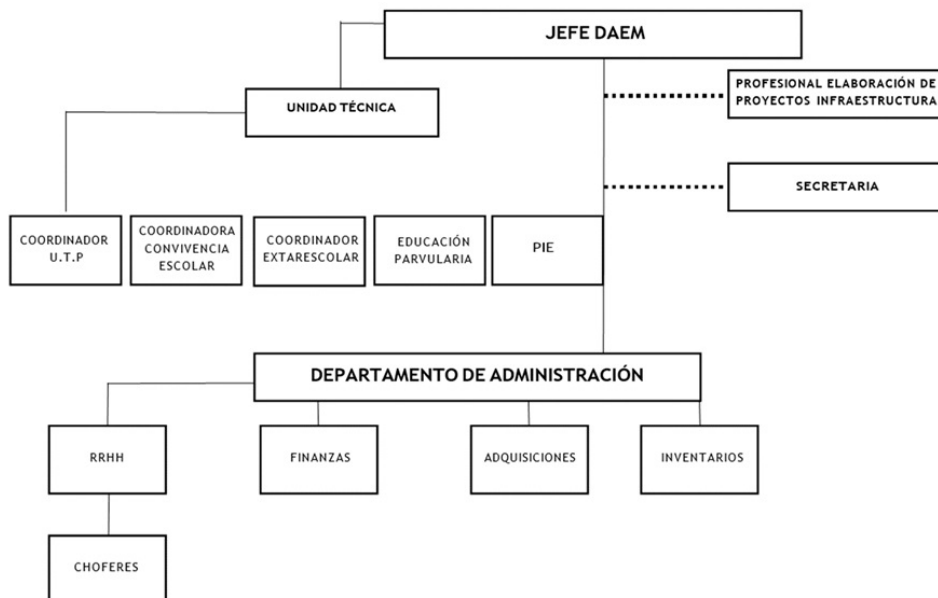 JEFE DAEM
PROFESIONAL ELABORACIÓN DE
PROYECTOS INFRAESTRUCTURA
UNIDAD TÉCNICA
SECRETARIA
COORDINADOR
U.T.P
COORDINADORA
CONVIVENCIA
ESCOLAR
COORDINADOR
EXTARESCOLAR
EDUCACIÓN
PARVULARIA
PIE
DEPARTAMENTO DE ADMINISTRACIÓN
RRHH
FINANZAS
ADQUISICIONES
INVENTARIOS
CHOFERES